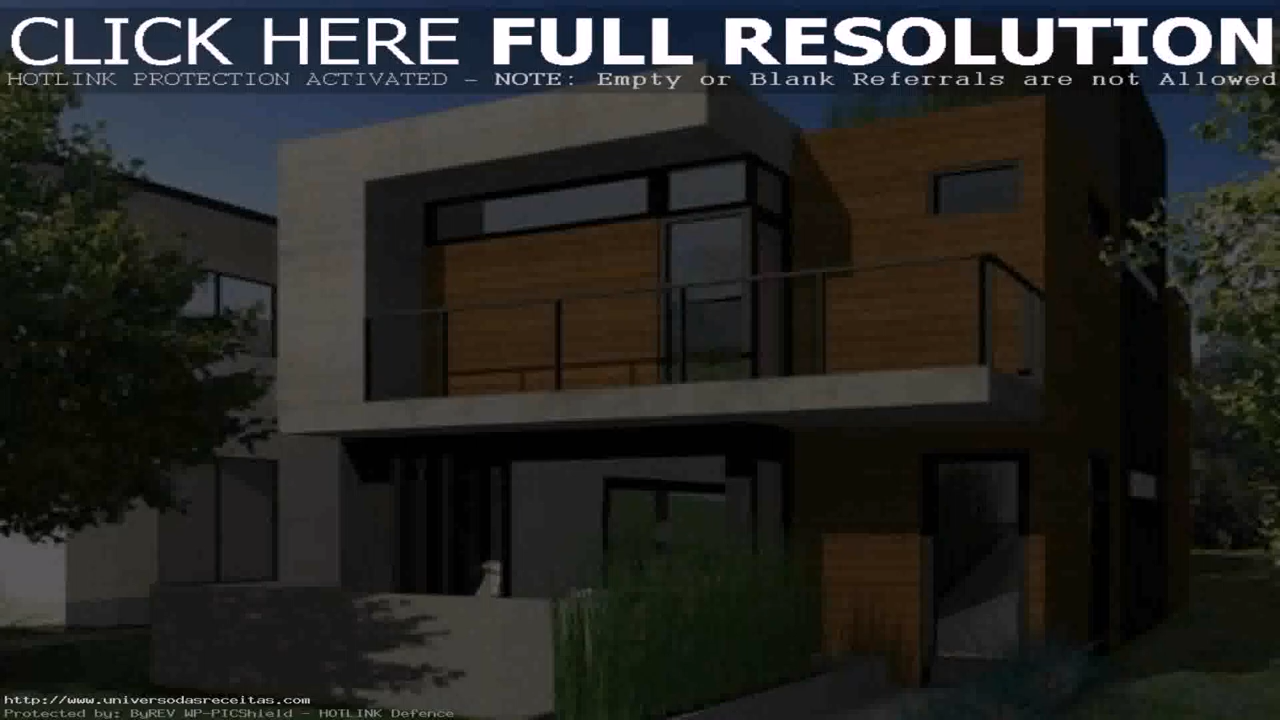 CLICK HERE FULL RESOLUTION
HOTLINK PROTECTION ACTIVATED - NOTE: Empty or Blank Referrals are not Allowed
http://www.universodasreceitas.com
Protected by: ByREV WP-PICShield - HOTLINK Defence